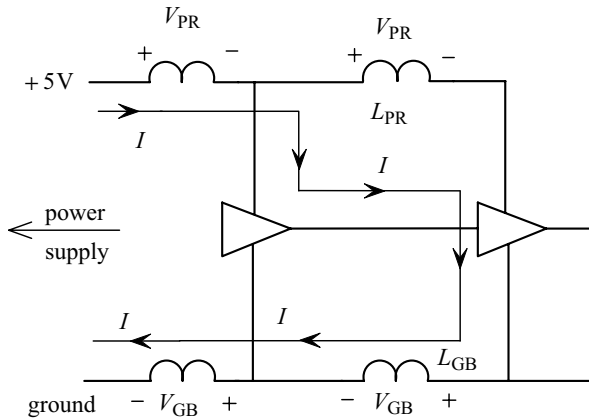 V_PR V_PR
+ - + -
+5V
L_PR
I
I
power
supply
I I
L_GB
ground - V_GB + - V_GB +